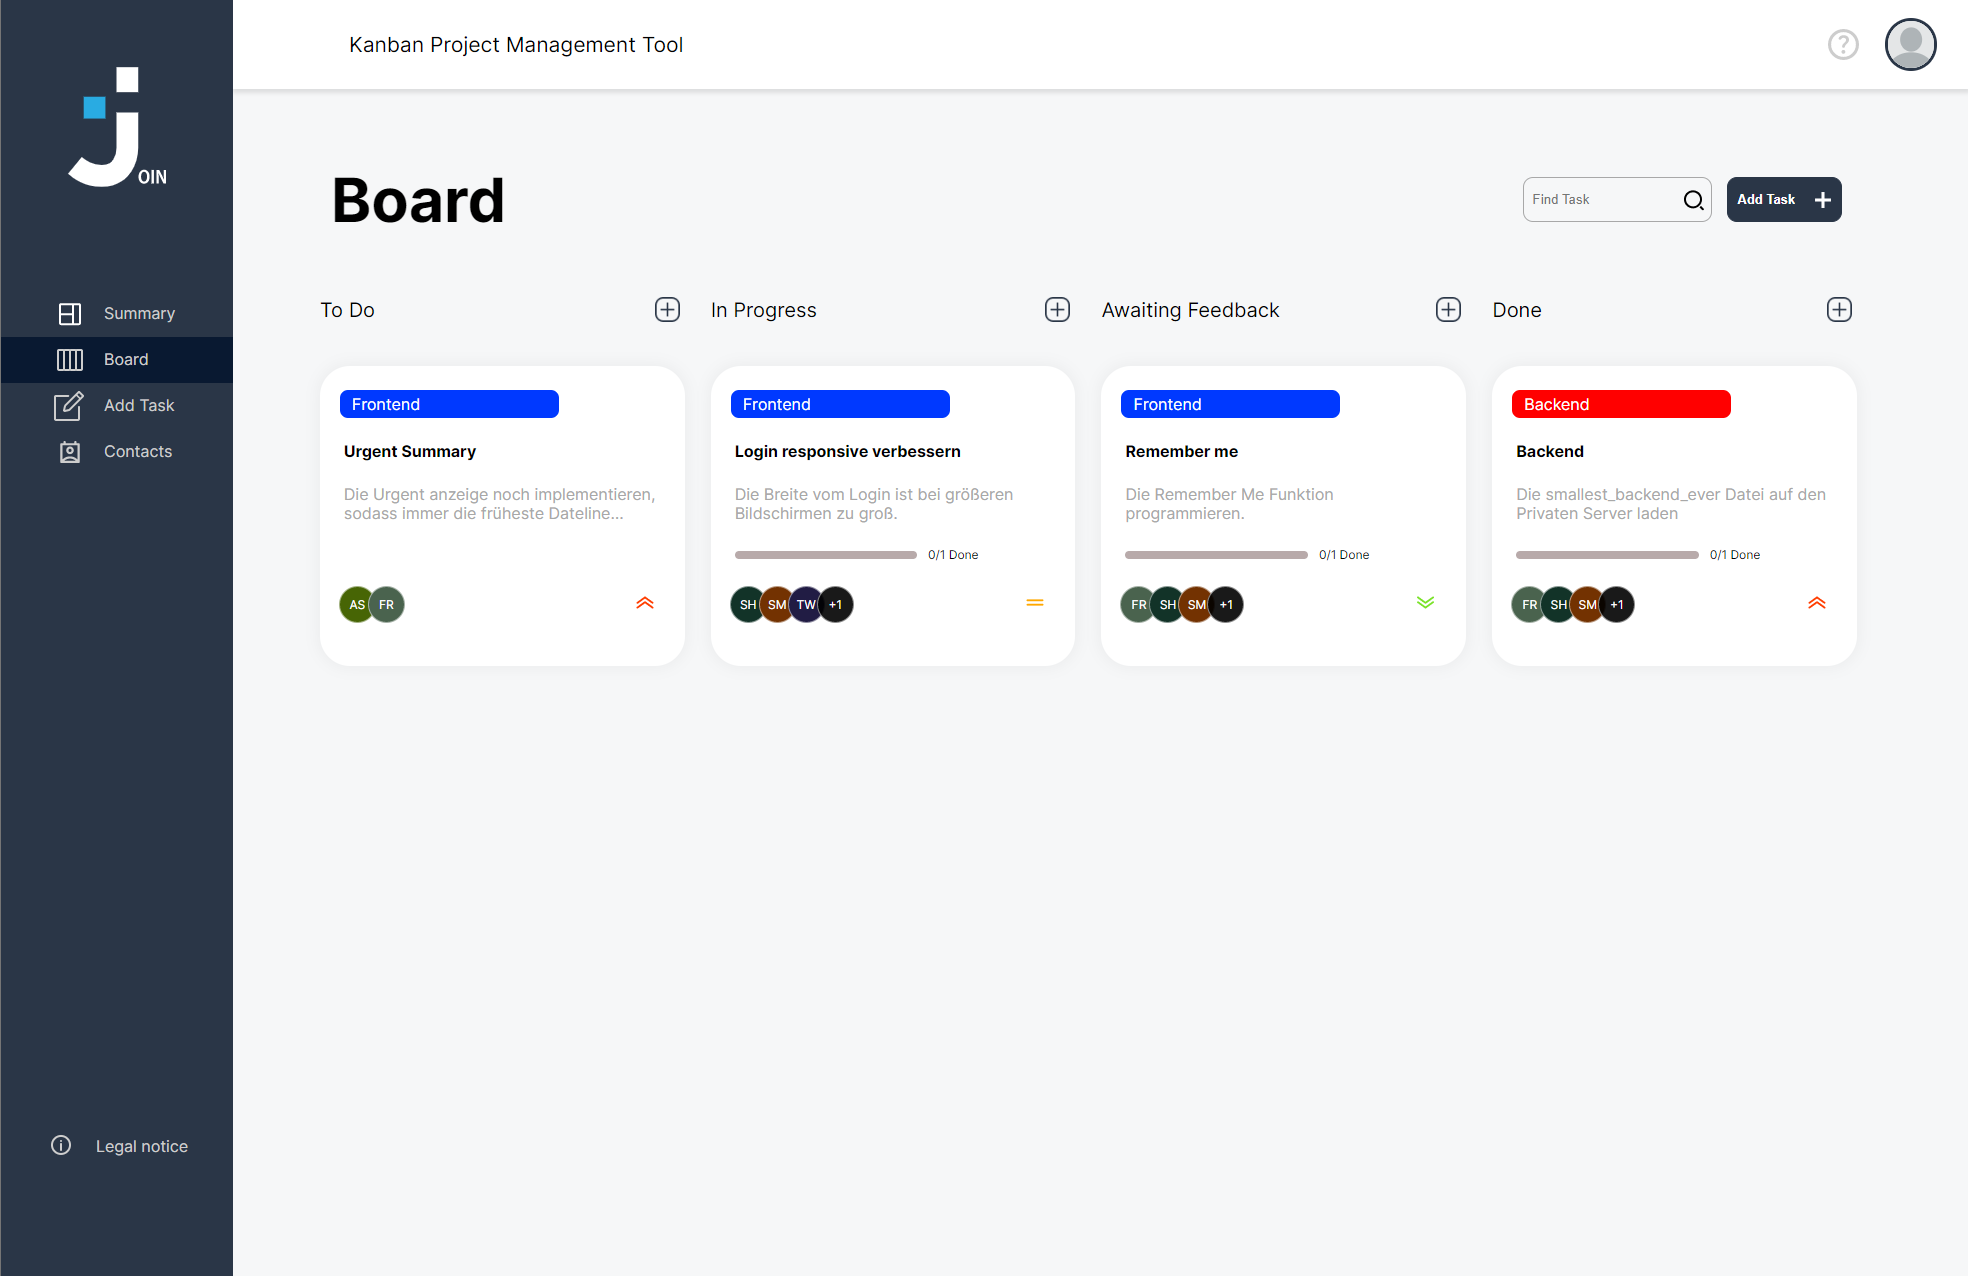 OIN
Kanban Project Management Tool
Summary
Board
Add Task
Contacts
Legal notice
Board
Find Task
Add Task
To Do
Frontend
Urgent Summary
Die Urgent anzeige noch implementieren,
sodass immer die früheste Dateline...
AS FR
In Progress
Frontend
Login responsive verbessern
Die Breite vom Login ist bei größeren
Bildschirmen zu groß.
0/1 Done
SH SM TW +1
Awaiting Feedback
Frontend
Remember me
Die Remember Me Funktion
programmieren.
0/1 Done
FR SH SM +1
Done
Backend
Backend
Die smallest_backend_ever Datei auf den
Privaten Server laden
0/1 Done
FR SH SM +1